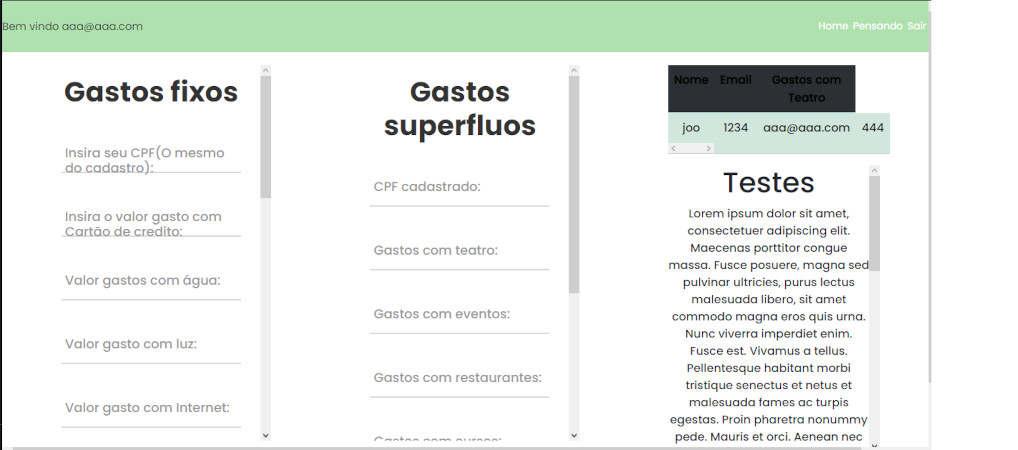 Bem vindo aaa@aaa.com
Home Pensando Sair
Gastos fixos
Insira seu CPF(O mesmo
do cadastro):
Insira o valor gasto com
Cartão de credito:
Valor gastos com água:
Valor gasto com luz:
Valor gasto com Internet:
Gastos
superfluos
CPF cadastrado:
Gastos com teatro:
Gastos com eventos:
Gastos com restaurantes:
Gastos com cursos:
Nome Email Gastos com
Teatro
joo 1234 aaa@aaa.com 444
Testes
Lorem ipsum dolor sit amet,
consectetuer adipiscing elit.
Maecenas porttitor congue
massa. Fusce posuere, magna sed
pulvinar ultricies, purus lectus
malesuada libero, sit amet
commodo magna eros quis urna.
Nunc viverra imperdiet enim.
Fusce est. Vivamus a tellus.
Pellentesque habitant morbi
tristique senectus et netus et
malesuada fames ac turpis
egestas. Proin pharetra nonummy
pede. Mauris et orci. Aenean nec